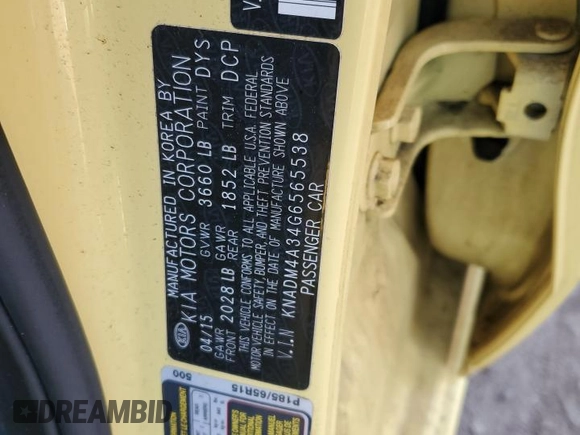 MANUFACTURED IN KOREA BY
KIA MOTORS CORPORATION
04/15 GVWR 3660 LB PAINT DYS
GAWR FRONT 2028 LB GAWR REAR 1852 LB TRIM DCP
THIS VEHICLE CONFORMS TO ALL APPLICABLE U.S.A. FEDERAL
MOTOR VEHICLE SAFETY, BUMPER, AND THEFT PREVENTION STANDARDS
IN EFFECT ON THE DATE OF MANUFACTURE SHOWN ABOVE
V.I.N KNADM4A34G6565538
PASSENGER CAR
KIA
500
P185/65R15
DREAMBID